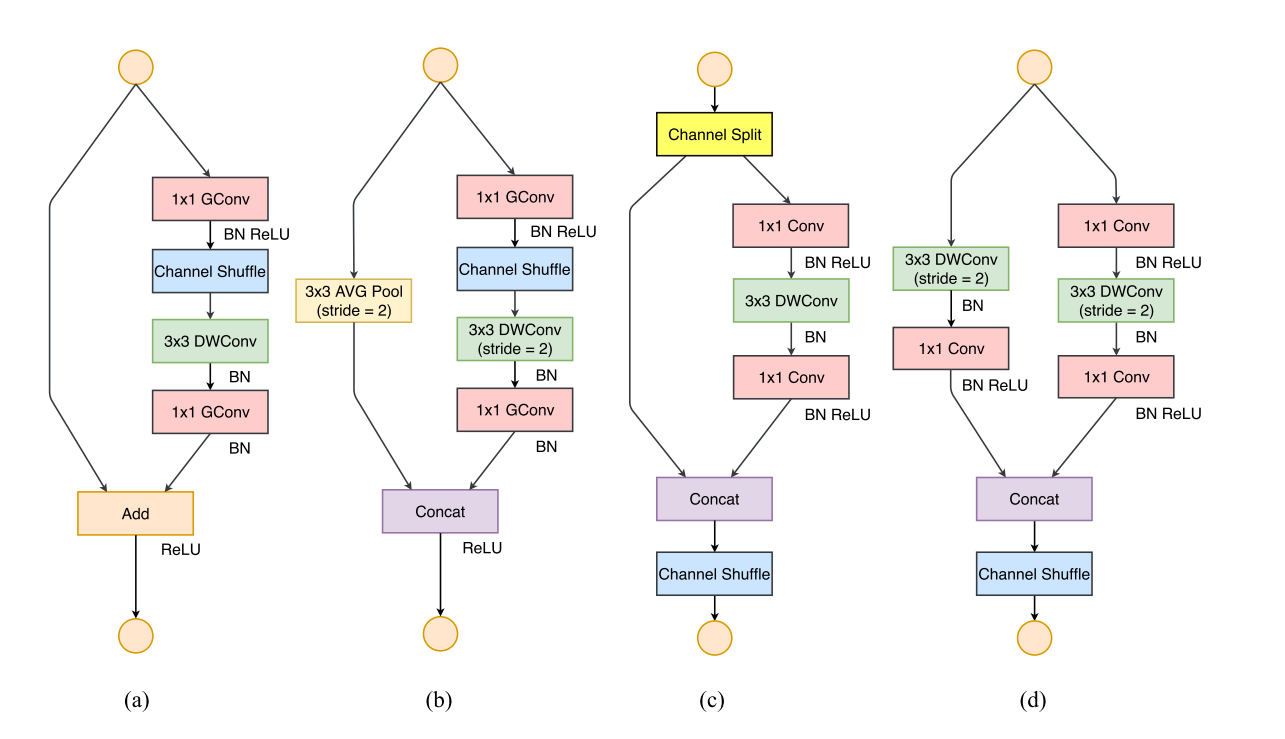 1x1 GConv
BN ReLU
Channel Shuffle
3x3 DWConv
BN
1x1 GConv
BN
Add
ReLU
(a)
1x1 GConv
BN ReLU
Channel Shuffle
3x3 AVG Pool
(stride = 2)
3x3 DWConv
(stride = 2)
BN
1x1 GConv
BN
Concat
ReLU
(b)
Channel Split
1x1 Conv
BN ReLU
3x3 DWConv
BN
1x1 Conv
BN ReLU
Concat
Channel Shuffle
(c)
3x3 DWConv
(stride = 2)
BN
1x1 Conv
BN ReLU
1x1 Conv
BN ReLU
3x3 DWConv
(stride = 2)
BN
1x1 Conv
BN ReLU
Concat
Channel Shuffle
(d)